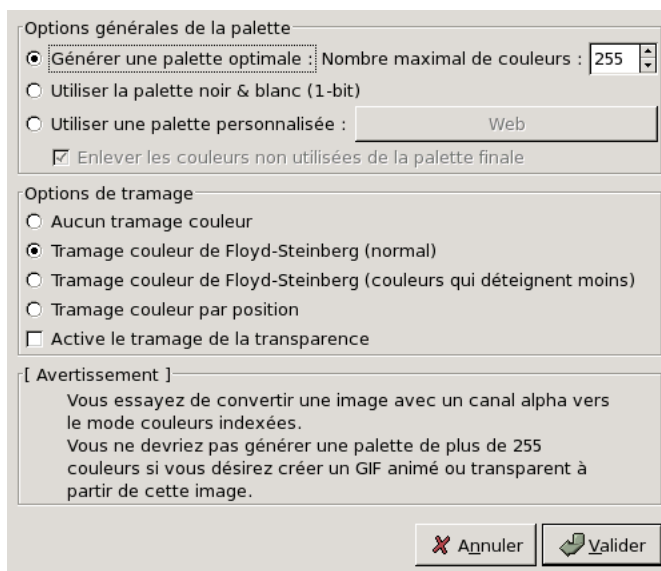 Options générales de la palette
Générer une palette optimale : Nombre maximal de couleurs : 255
Utiliser la palette noir & blanc (1-bit)
Utiliser une palette personnalisée : Web
Enlever les couleurs non utilisées de la palette finale
Options de tramage
Aucun tramage couleur
Tramage couleur de Floyd-Steinberg (normal)
Tramage couleur de Floyd-Steinberg (couleurs qui déteignent moins)
Tramage couleur par position
Active le tramage de la transparence
[ Avertissement ]
Vous essayez de convertir une image avec un canal alpha vers
le mode couleurs indexées.
Vous ne devriez pas générer une palette de plus de 255
couleurs si vous désirez créer un GIF animé ou transparent à
partir de cette image.
Annuler Valider